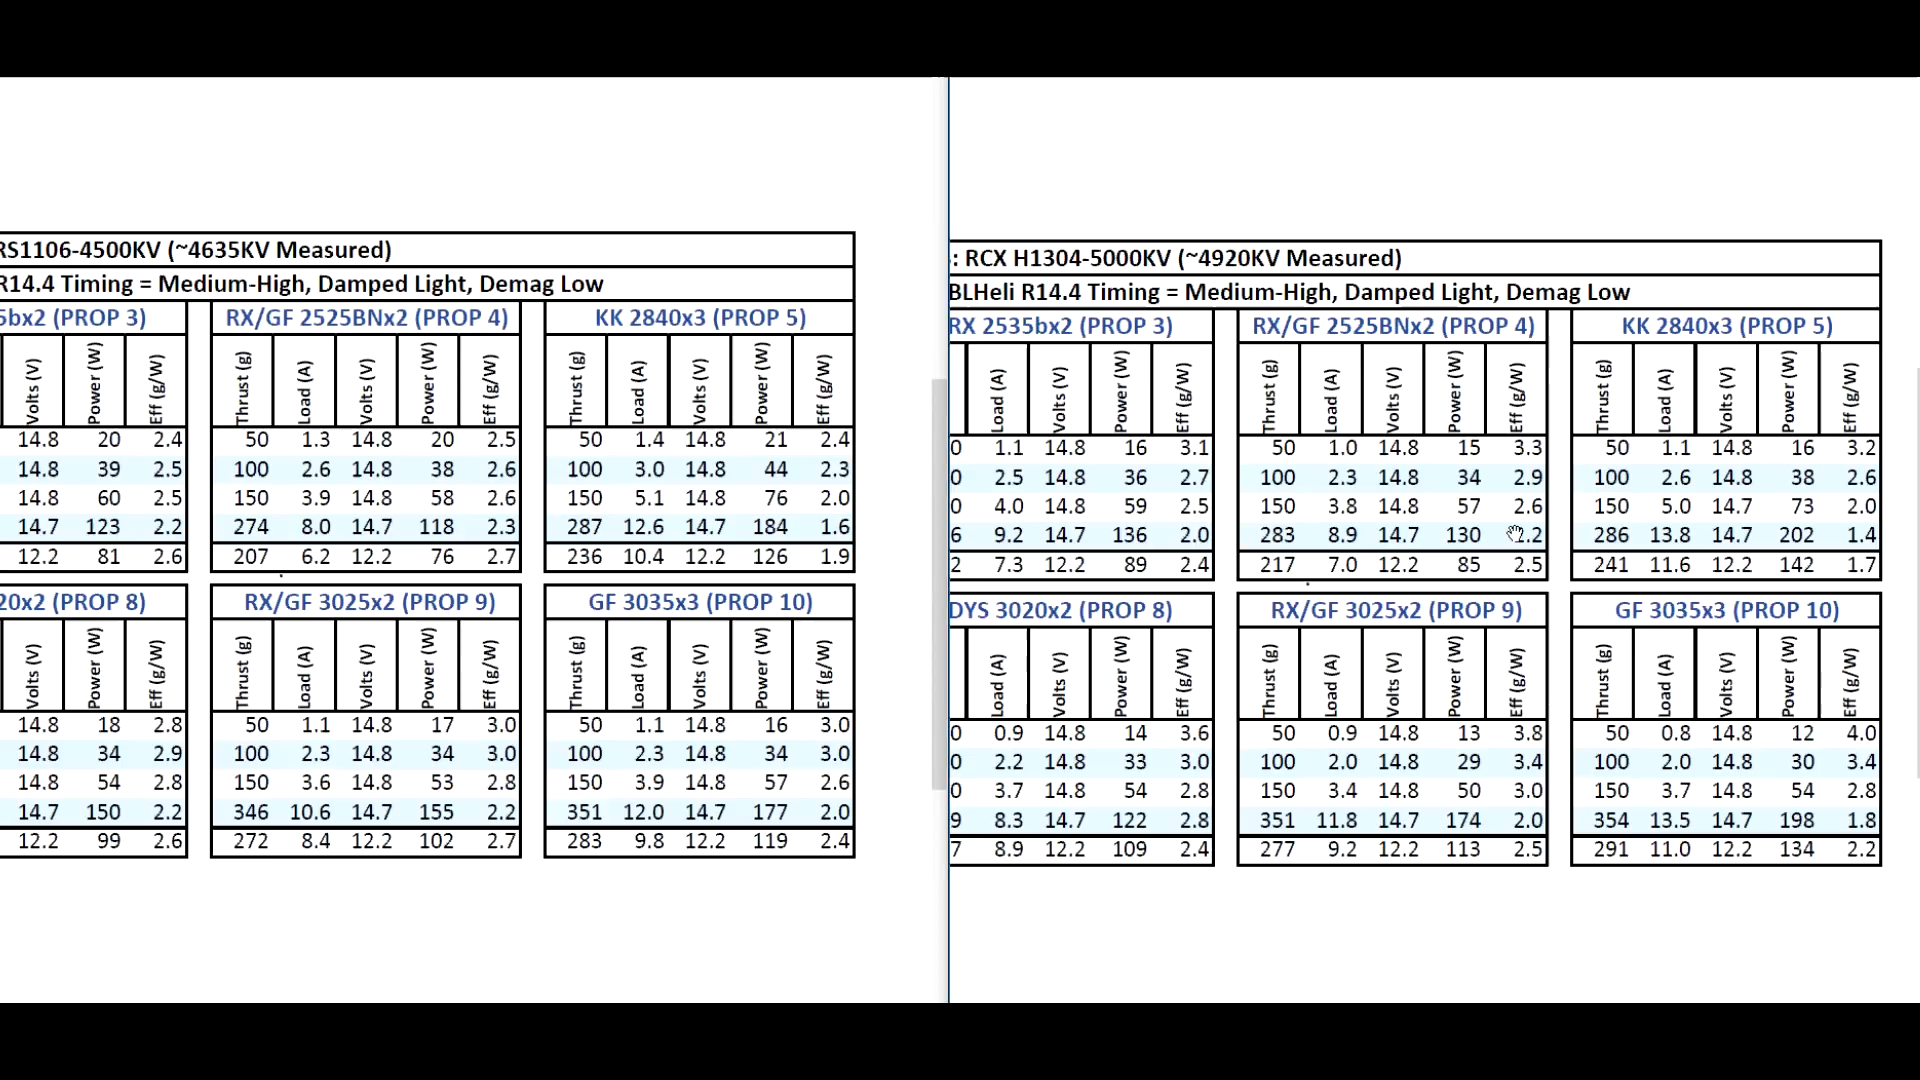 RS1106-4500KV (~4635KV Measured)
R14.4 Timing = Medium-High, Damped Light, Demag Low
5bx2 (PROP 3) RX/GF 2525BNx2 (PROP 4) KK 2840x3 (PROP 5)
Volts (V) Power (W) Eff (g/W) Thrust (g) Load (A) Volts (V) Power (W) Eff (g/W) Thrust (g) Load (A) Volts (V) Power (W) Eff (g/W)
14.8 20 2.4 50 1.3 14.8 20 2.5 50 1.4 14.8 21 2.4
14.8 39 2.5 100 2.6 14.8 38 2.6 100 3.0 14.8 44 2.3
14.8 60 2.5 150 3.9 14.8 58 2.6 150 5.1 14.8 76 2.0
14.7 123 2.2 274 8.0 14.7 118 2.3 287 12.6 14.7 184 1.6
12.2 81 2.6 207 6.2 12.2 76 2.7 236 10.4 12.2 126 1.9
20x2 (PROP 8) RX/GF 3025x2 (PROP 9) GF 3035x3 (PROP 10)
Volts (V) Power (W) Eff (g/W) Thrust (g) Load (A) Volts (V) Power (W) Eff (g/W) Thrust (g) Load (A) Volts (V) Power (W) Eff (g/W)
14.8 18 2.8 50 1.1 14.8 17 3.0 50 1.1 14.8 16 3.0
14.8 34 2.9 100 2.3 14.8 34 3.0 100 2.3 14.8 34 3.0
14.8 54 2.8 150 3.6 14.8 53 2.8 150 3.9 14.8 57 2.6
14.7 150 2.2 346 10.6 14.7 155 2.2 351 12.0 14.7 177 2.0
12.2 99 2.6 272 8.4 12.2 102 2.7 283 9.8 12.2 119 2.4
: RCX H1304-5000KV (~4920KV Measured)
BLHeli R14.4 Timing = Medium-High, Damped Light, Demag Low
RX 2535bx2 (PROP 3) RX/GF 2525BNx2 (PROP 4) KK 2840x3 (PROP 5)
Load (A) Volts (V) Power (W) Eff (g/W) Thrust (g) Load (A) Volts (V) Power (W) Eff (g/W) Thrust (g) Load (A) Volts (V) Power (W) Eff (g/W)
0 1.1 14.8 16 3.1 50 1.0 14.8 15 3.3 50 1.1 14.8 16 3.2
0 2.5 14.8 36 2.7 100 2.3 14.8 34 2.9 100 2.6 14.8 38 2.6
0 4.0 14.8 59 2.5 150 3.8 14.8 57 2.6 150 5.0 14.7 73 2.0
6 9.2 14.7 136 2.0 283 8.9 14.7 130 .2 286 13.8 14.7 202 1.4
2 7.3 12.2 89 2.4 217 7.0 12.2 85 2.5 241 11.6 12.2 142 1.7
DYS 3020x2 (PROP 8) RX/GF 3025x2 (PROP 9) GF 3035x3 (PROP 10)
Load (A) Volts (V) Power (W) Eff (g/W) Thrust (g) Load (A) Volts (V) Power (W) Eff (g/W) Thrust (g) Load (A) Volts (V) Power (W) Eff (g/W)
0 0.9 14.8 14 3.6 50 0.9 14.8 13 3.8 50 0.8 14.8 12 4.0
0 2.2 14.8 33 3.0 100 2.0 14.8 29 3.4 100 2.0 14.8 30 3.4
0 3.7 14.8 54 2.8 150 3.4 14.8 50 3.0 150 3.7 14.8 54 2.8
9 8.3 14.7 122 2.8 351 11.8 14.7 174 2.0 354 13.5 14.7 198 1.8
7 8.9 12.2 109 2.4 277 9.2 12.2 113 2.5 291 11.0 12.2 134 2.2